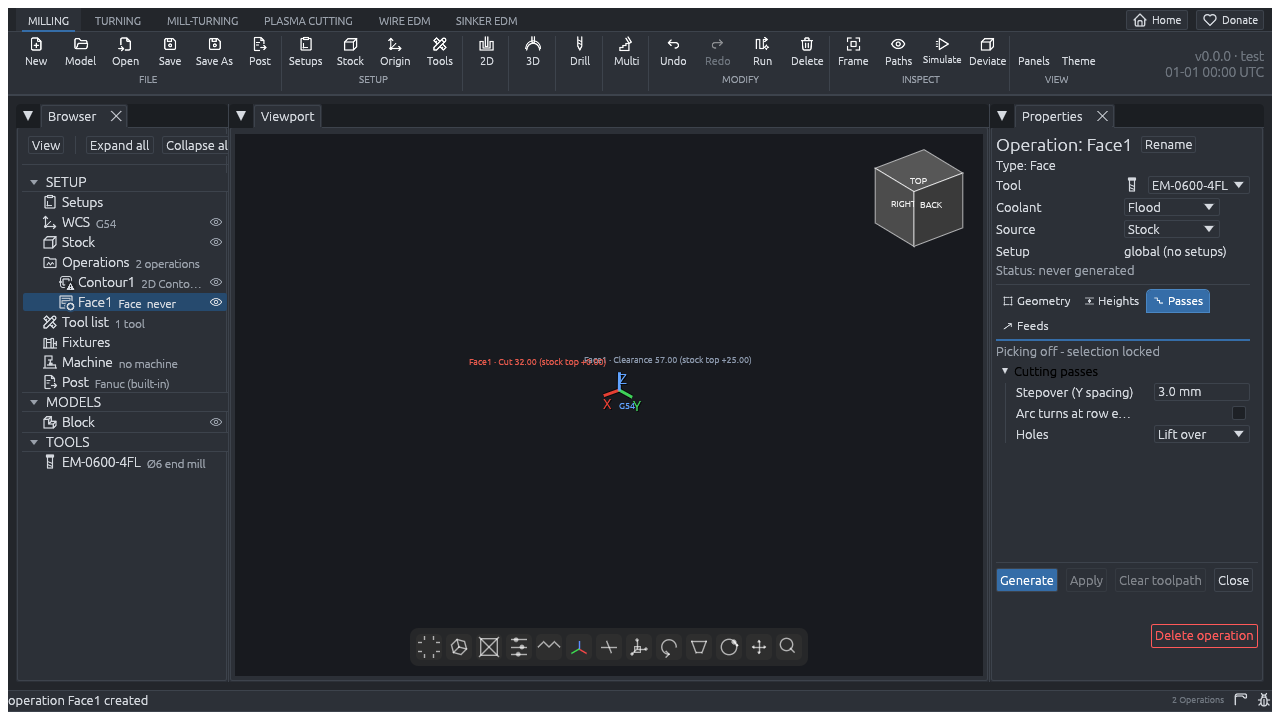 MILLING TURNING MILL-TURNING PLASMA CUTTING WIRE EDM SINKER EDM Home Donate
New Model Open Save Save As Post Setups Stock Origin Tools 2D 3D Drill Multi Undo Redo Run Delete Frame Paths Simulate Deviate Panels Theme
FILE SETUP MODIFY INSPECT VIEW
v0.0.0 · test
01-01 00:00 UTC
Browser
View Expand all Collapse al
SETUP
Setups
WCS G54
Stock
Operations 2 operations
Contour1 2D Conto...
Face1 Face never
Tool list 1 tool
Fixtures
Machine no machine
Post Fanuc (built-in)
MODELS
Block
TOOLS
EM-0600-4FL Ø6 end mill
Viewport
TOP
RIGHT BACK
Face1 - Cut 32.00 (stock top
Face1 - Clearance 57.00 (stock top +25.00)
Z
X G54 Y
Properties
Operation: Face1 Rename
Type: Face
Tool EM-0600-4FL
Coolant Flood
Source Stock
Setup global (no setups)
Status: never generated
Geometry Heights Passes
Feeds
Picking off - selection locked
Cutting passes
Stepover (Y spacing) 3.0 mm
Arc turns at row e...
Holes Lift over
Generate Apply Clear toolpath Close
Delete operation
operation Face1 created
2 Operations